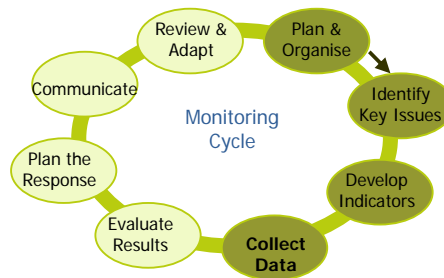 Review &
Adapt
Plan &
Organise
Identify
Key Issues
Develop
Indicators
Collect
Data
Evaluate
Results
Plan the
Response
Communicate
Monitoring
Cycle